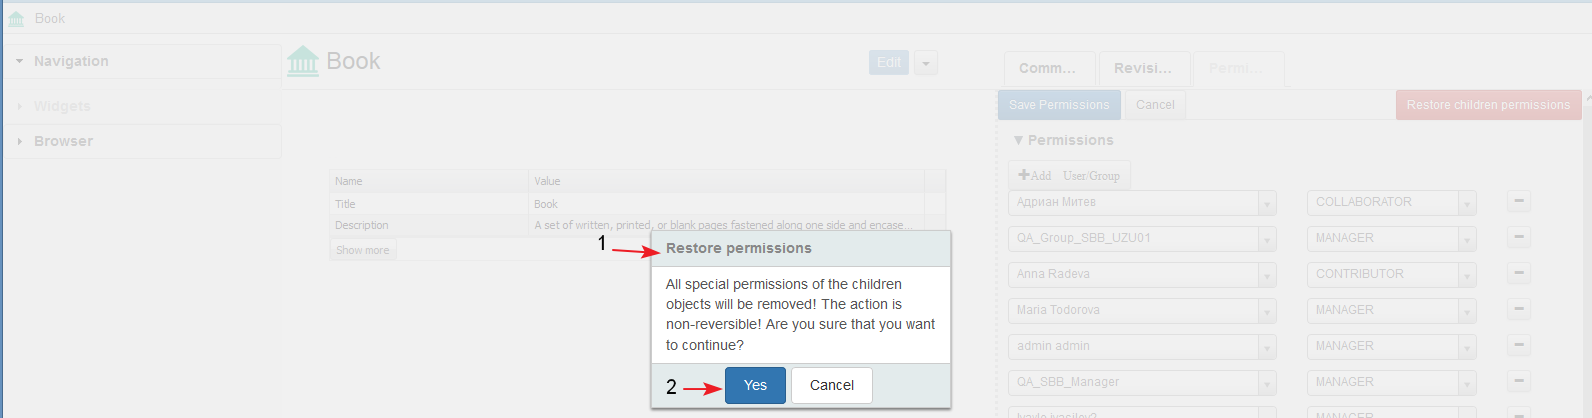 Book
Navigation
Widgets
Browser
Book
Edit
Comm...
Revisi...
Permi...
Save Permissions
Cancel
Restore children permissions
Permissions
Add User/Group
Name Value
Title Book
Description A set of written, printed, or blank pages fastened along one side and encase...
Show more
Адриан Митев COLLABORATOR
QA_Group_SBB_UZU01 MANAGER
Anna Radeva CONTRIBUTOR
Maria Todorova MANAGER
admin admin MANAGER
QA_SBB_Manager MANAGER
MANAGER
1
Restore permissions
All special permissions of the children
objects will be removed! The action is
non-reversible! Are you sure that you want
to continue?
2
Yes
Cancel